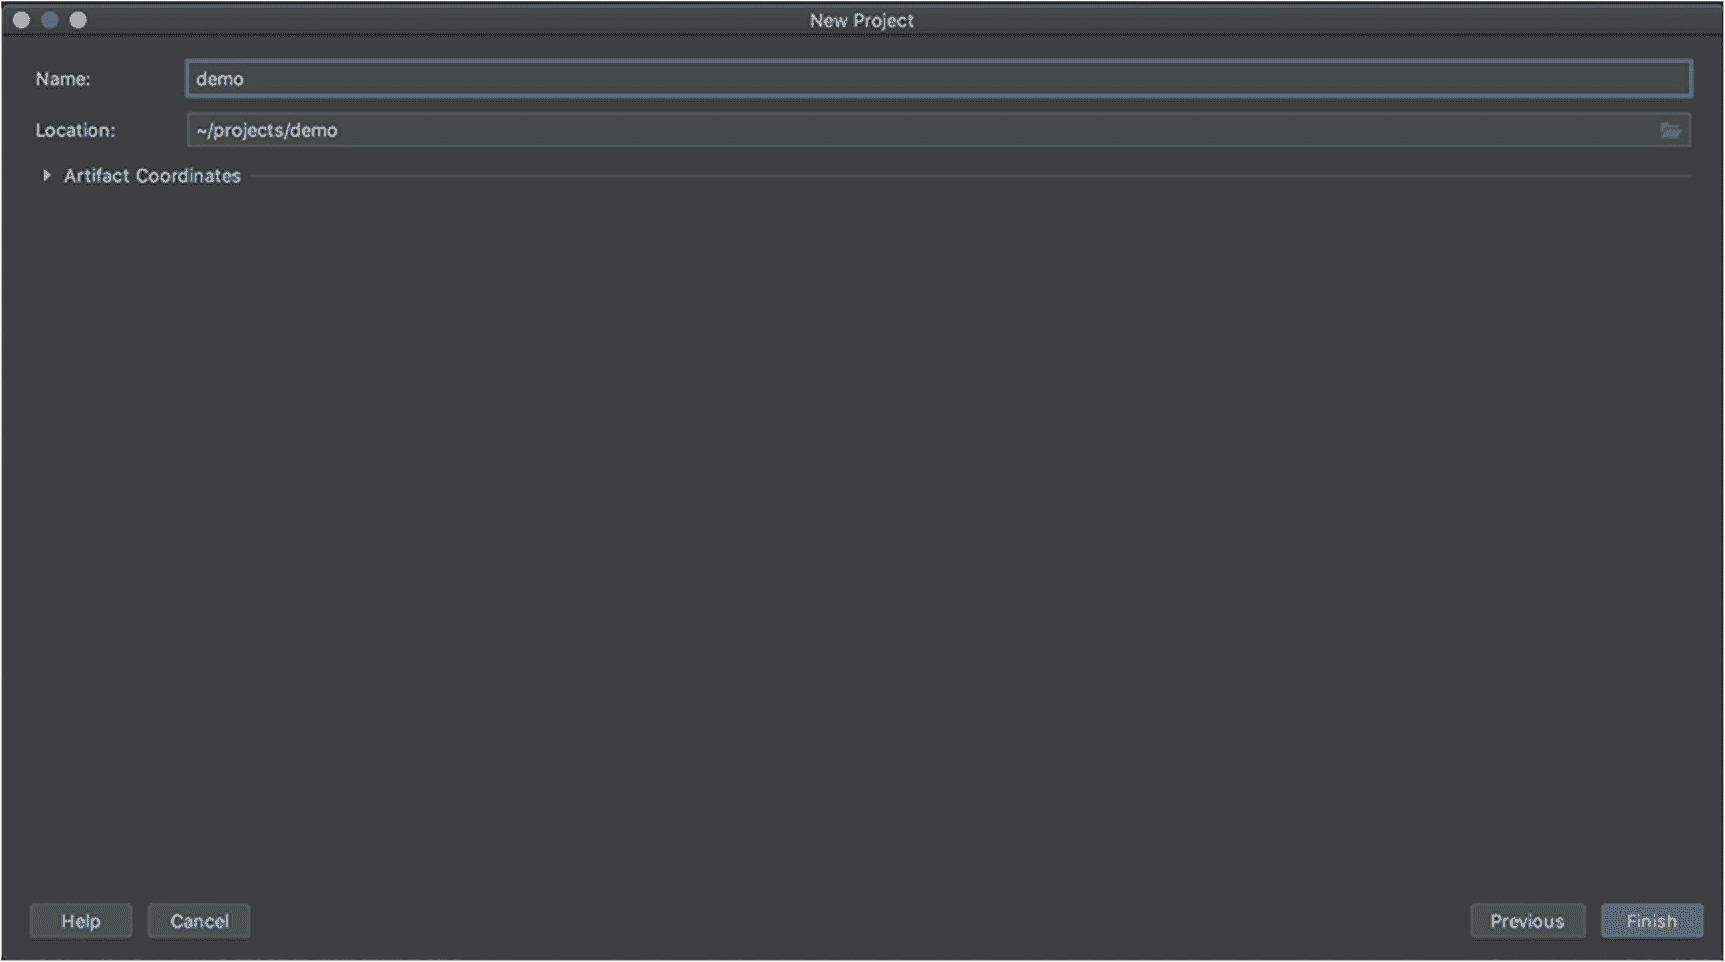 New Project
Name: demo
Location: ~/projects/demo
Artifact Coordinates
Help Cancel Previous Finish